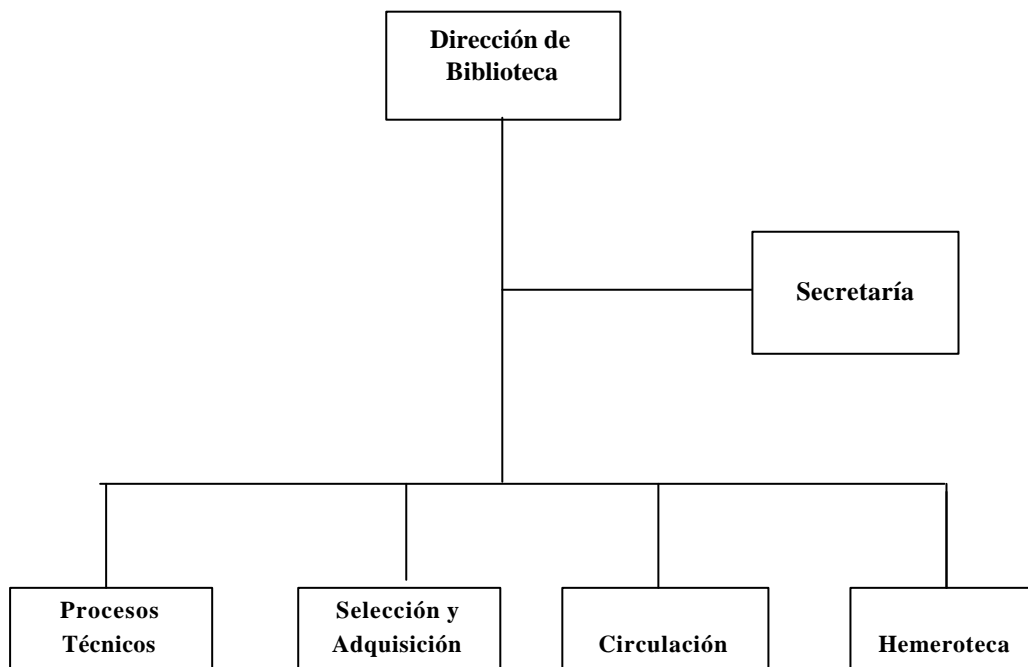 Dirección de
Biblioteca
Secretaría
Procesos
Técnicos
Selección y
Adquisición
Circulación
Hemeroteca